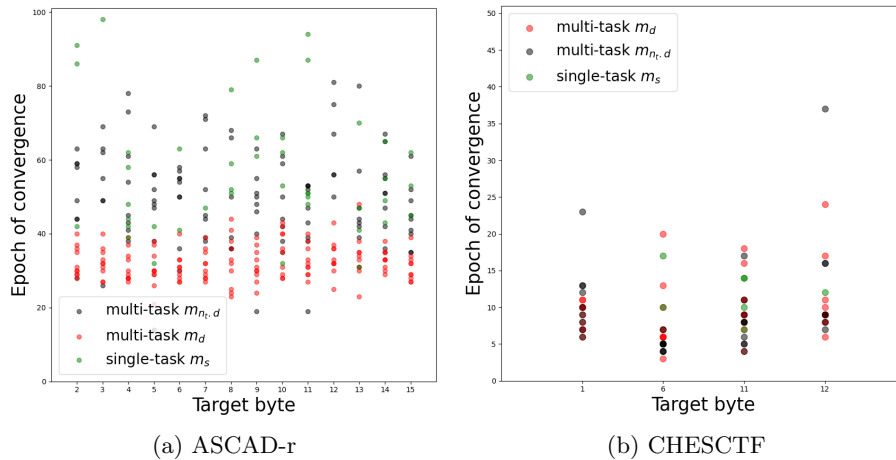 100
80
60
40
20
0
Epoch of convergence
multi-task m_{n_t,d}
multi-task m_d
single-task m_s
2 3 4 5 6 7 8 9 10 11 12 13 14 15
Target byte
(a) ASCAD-r
50
45
40
35
30
25
20
15
10
5
0
Epoch of convergence
multi-task m_d
multi-task m_{n_t,d}
single-task m_s
1 6 11 12
Target byte
(b) CHESCTF